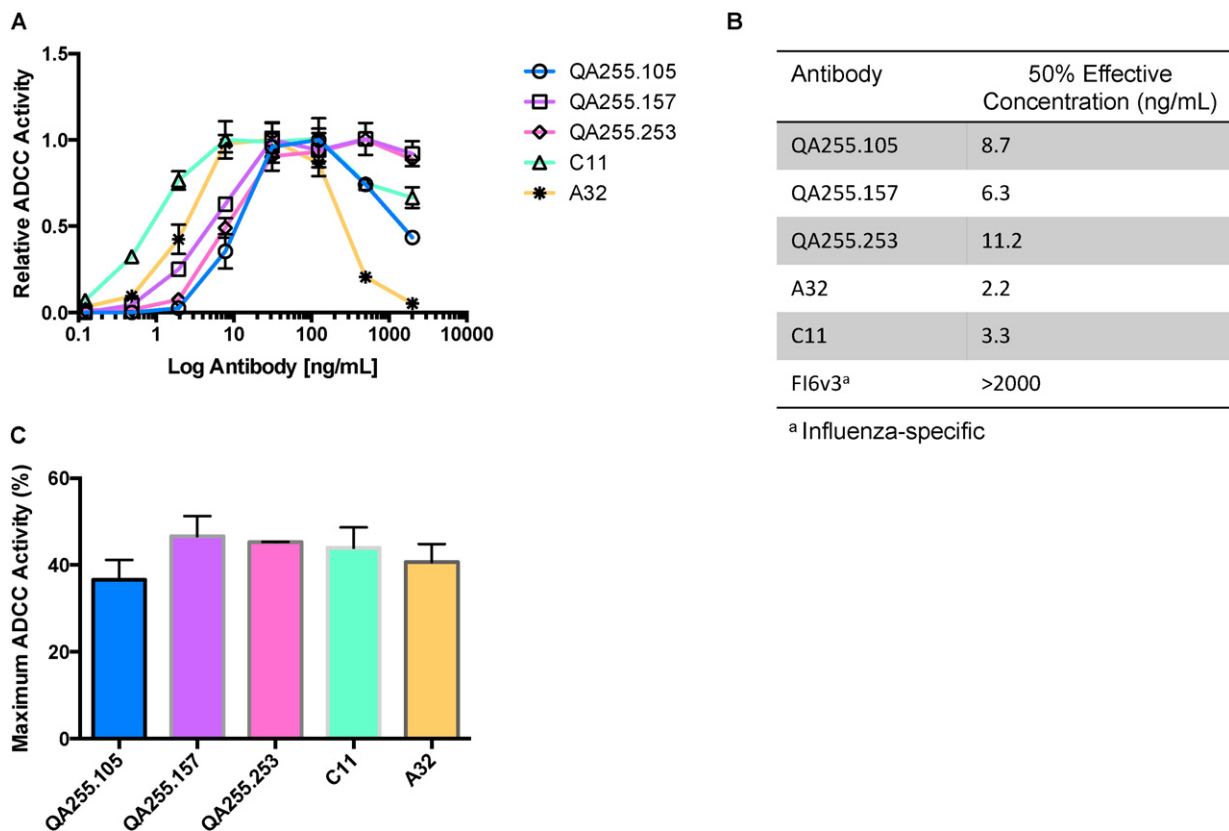 A
Relative ADCC Activity
1.5
1.0
0.5
0.0
0.1
1
10
100
1000
10000
Log Antibody [ng/mL]
QA255.105
QA255.157
QA255.253
C11
A32
B
Antibody
50% Effective
Concentration (ng/mL)
QA255.105 8.7
QA255.157 6.3
QA255.253 11.2
A32 2.2
C11 3.3
FI6v3ᵃ >2000
ᵃ Influenza-specific
C
Maximum ADCC Activity (%)
60
40
20
0
QA255.105
QA255.157
QA255.253
C11
A32